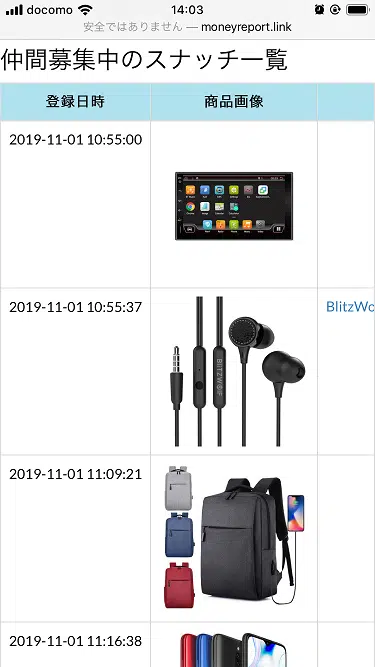 docomo 14:03
安全ではありません — moneyreport.link
仲間募集中のスナッチ一覧
登録日時 商品画像
2019-11-01 10:55:00
2019-11-01 10:55:37 BlitzWo
BLITZWOLF
2019-11-01 11:09:21
2019-11-01 11:16:38